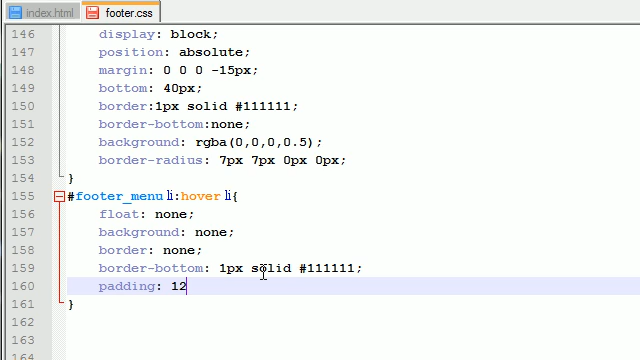 index.html footer.css
146 display: block;
147 position: absolute;
148 margin: 0 0 0 -15px;
149 bottom: 40px;
150 border:1px solid #111111;
151 border-bottom:none;
152 background: rgba(0,0,0,0.5);
153 border-radius: 7px 7px 0px 0px;
154 }
155 #footer_menu li:hover li{
156 float: none;
157 background: none;
158 border: none;
159 border-bottom: 1px solid #111111;
160 padding: 12
161 }
162
163
164